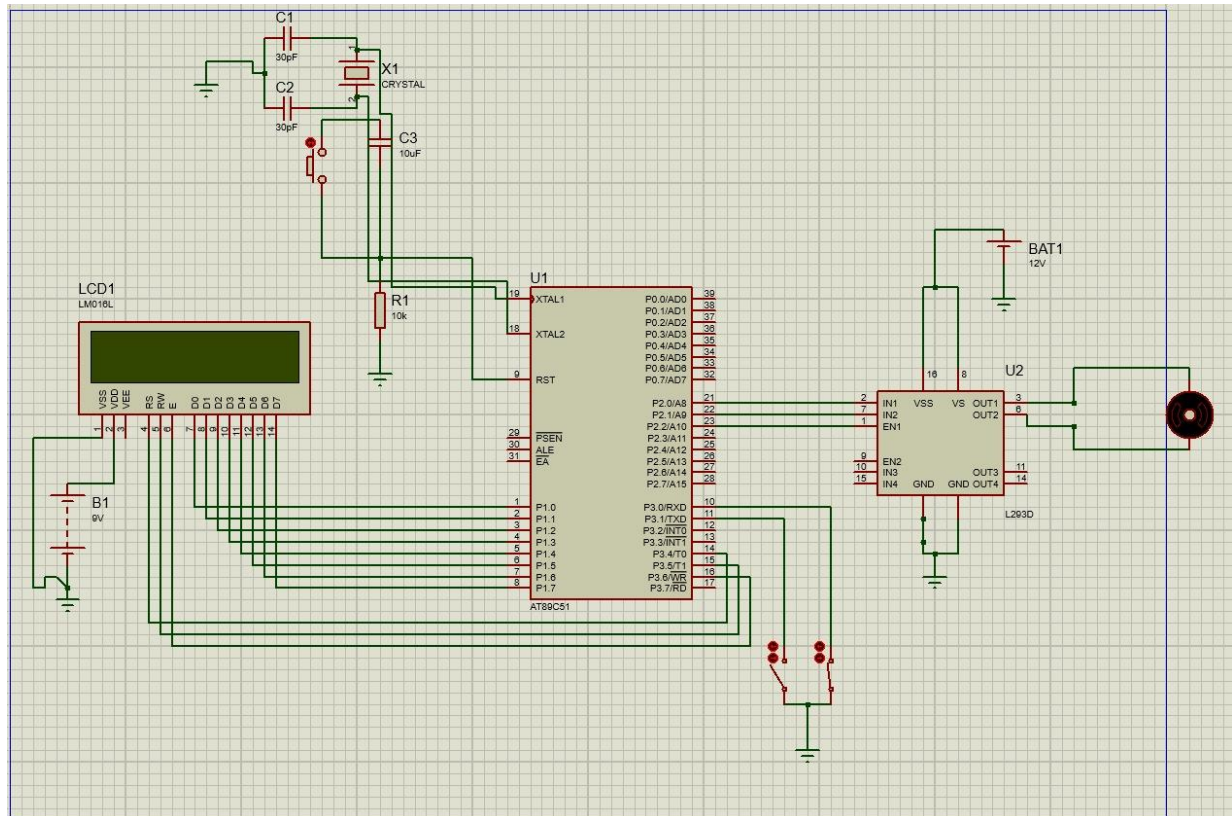 C1
30pF
1
X1
CRYSTAL
2
C2
30pF
C3
10uF
R1
10k
LCD1
LM016L
VSS
VDD
VEE
RS
RW
E
D0
D1
D2
D3
D4
D5
D6
D7
1
2
3
4
5
6
7
8
9
10
11
12
13
14
B1
9V
U1
19 XTAL1
18 XTAL2
9 RST
29 PSEN
30 ALE
31 EA
1 P1.0
2 P1.1
3 P1.2
4 P1.3
5 P1.4
6 P1.5
7 P1.6
8 P1.7
P0.0/AD0 39
P0.1/AD1 38
P0.2/AD2 37
P0.3/AD3 36
P0.4/AD4 35
P0.5/AD5 34
P0.6/AD6 33
P0.7/AD7 32
P2.0/A8 21
P2.1/A9 22
P2.2/A10 23
P2.3/A11 24
P2.4/A12 25
P2.5/A13 26
P2.6/A14 27
P2.7/A15 28
P3.0/RXD 10
P3.1/TXD 11
P3.2/INT0 12
P3.3/INT1 13
P3.4/T0 14
P3.5/T1 15
P3.6/WR 16
P3.7/RD 17
AT89C51
BAT1
12V
U2
16 8
VSS VS
2 IN1
7 IN2
1 EN1
9 EN2
10 IN3
15 IN4
OUT1 3
OUT2 6
OUT3 11
OUT4 14
GND GND
L293D